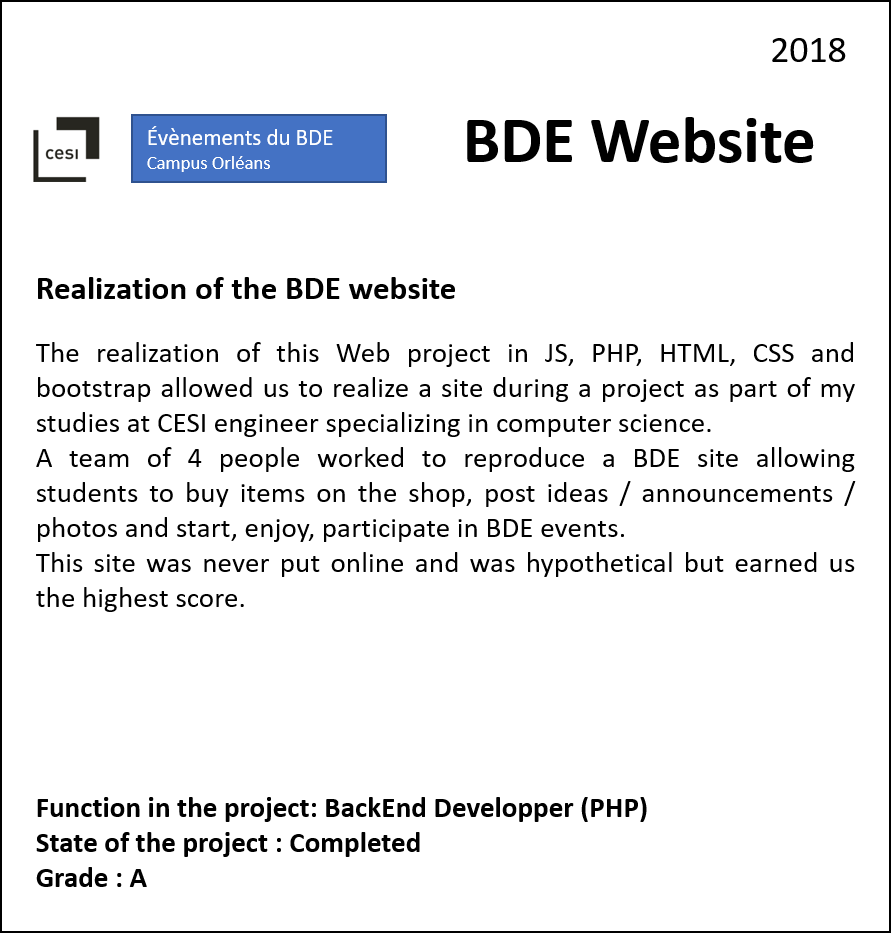 2018
cesi
Évènements du BDE
Campus Orléans
BDE Website
Realization of the BDE website
The realization of this Web project in JS, PHP, HTML, CSS and
bootstrap allowed us to realize a site during a project as part of my
studies at CESI engineer specializing in computer science.
A team of 4 people worked to reproduce a BDE site allowing
students to buy items on the shop, post ideas / announcements /
photos and start, enjoy, participate in BDE events.
This site was never put online and was hypothetical but earned us
the highest score.
Function in the project: BackEnd Developper (PHP)
State of the project : Completed
Grade : A